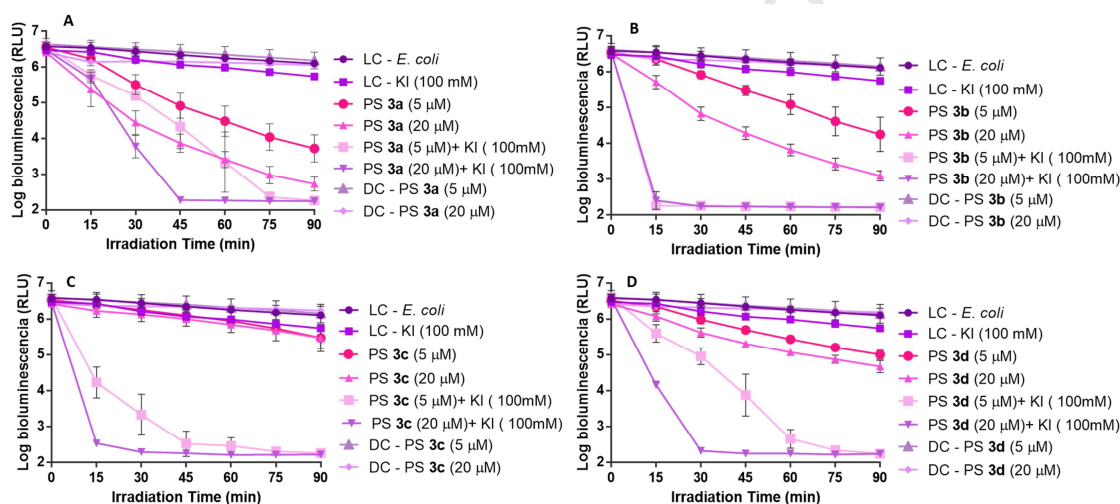 A
Log bioluminescencia (RLU)
7
6
5
4
3
2
0 15 30 45 60 75 90
Irradiation Time (min)
LC - E. coli
LC - KI (100 mM)
PS 3a (5 μM)
PS 3a (20 μM)
PS 3a (5 μM)+ KI ( 100mM)
PS 3a (20 μM)+ KI ( 100mM)
DC - PS 3a (5 μM)
DC - PS 3a (20 μM)
B
Log bioluminescencia (RLU)
7
6
5
4
3
2
0 15 30 45 60 75 90
Irradiation Time (min)
LC - E. coli
LC - KI (100 mM)
PS 3b (5 μM)
PS 3b (20 μM)
PS 3b (5 μM)+ KI ( 100mM)
PS 3b (20 μM)+ KI ( 100mM)
DC - PS 3b (5 μM)
DC - PS 3b (20 μM)
C
Log bioluminescencia (RLU)
7
6
5
4
3
2
0 15 30 45 60 75 90
Irradiation Time (min)
LC - E. coli
LC - KI (100 mM)
PS 3c (5 μM)
PS 3c (20 μM)
PS 3c (5 μM)+ KI ( 100mM)
PS 3c (20 μM)+ KI ( 100mM)
DC - PS 3c (5 μM)
DC - PS 3c (20 μM)
D
Log bioluminescencia (RLU)
7
6
5
4
3
2
0 15 30 45 60 75 90
Irradiation Time (min)
LC - E. coli
LC - KI (100 mM)
PS 3d (5 μM)
PS 3d (20 μM)
PS 3d (5 μM)+ KI ( 100mM)
PS 3d (20 μM)+ KI ( 100mM)
DC - PS 3d (5 μM)
DC - PS 3d (20 μM)